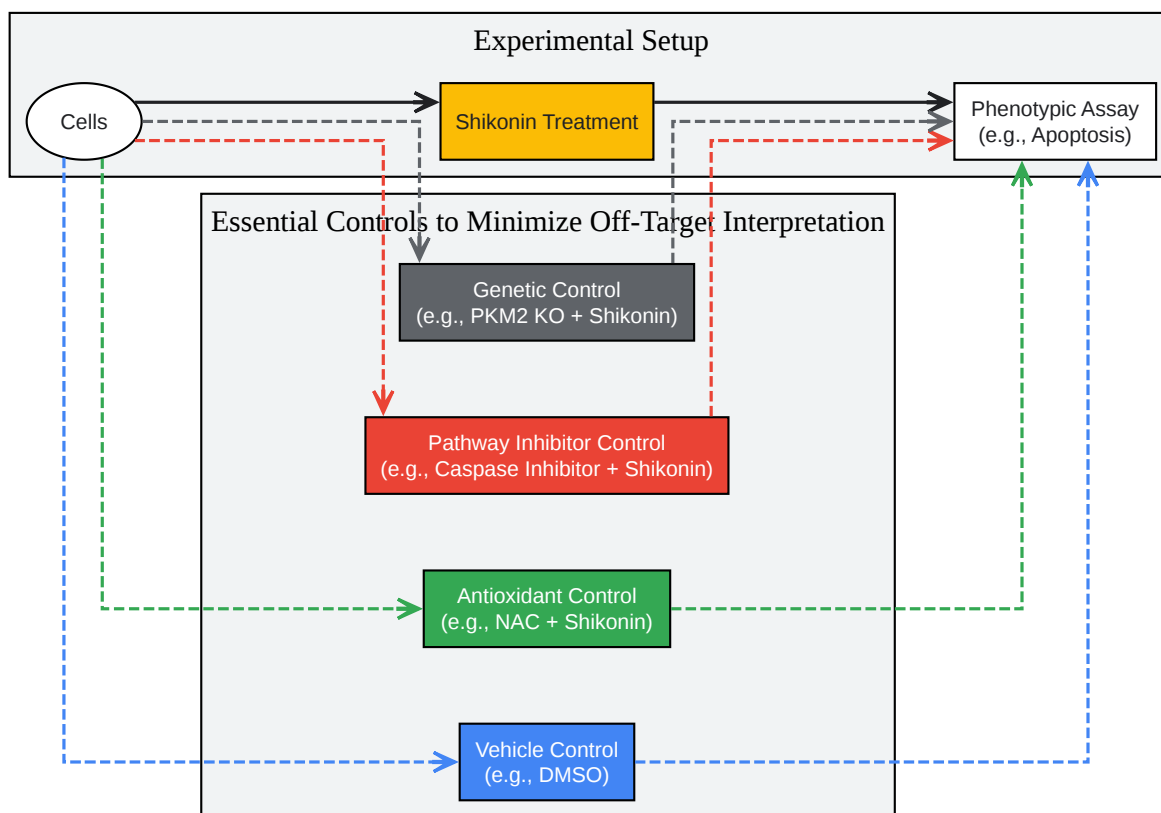 Experimental Setup
Cells
Shikonin Treatment
Phenotypic Assay
(e.g., Apoptosis)
Essential Controls to Minimize Off-Target Interpretation
Genetic Control
(e.g., PKM2 KO + Shikonin)
Pathway Inhibitor Control
(e.g., Caspase Inhibitor + Shikonin)
Antioxidant Control
(e.g., NAC + Shikonin)
Vehicle Control
(e.g., DMSO)